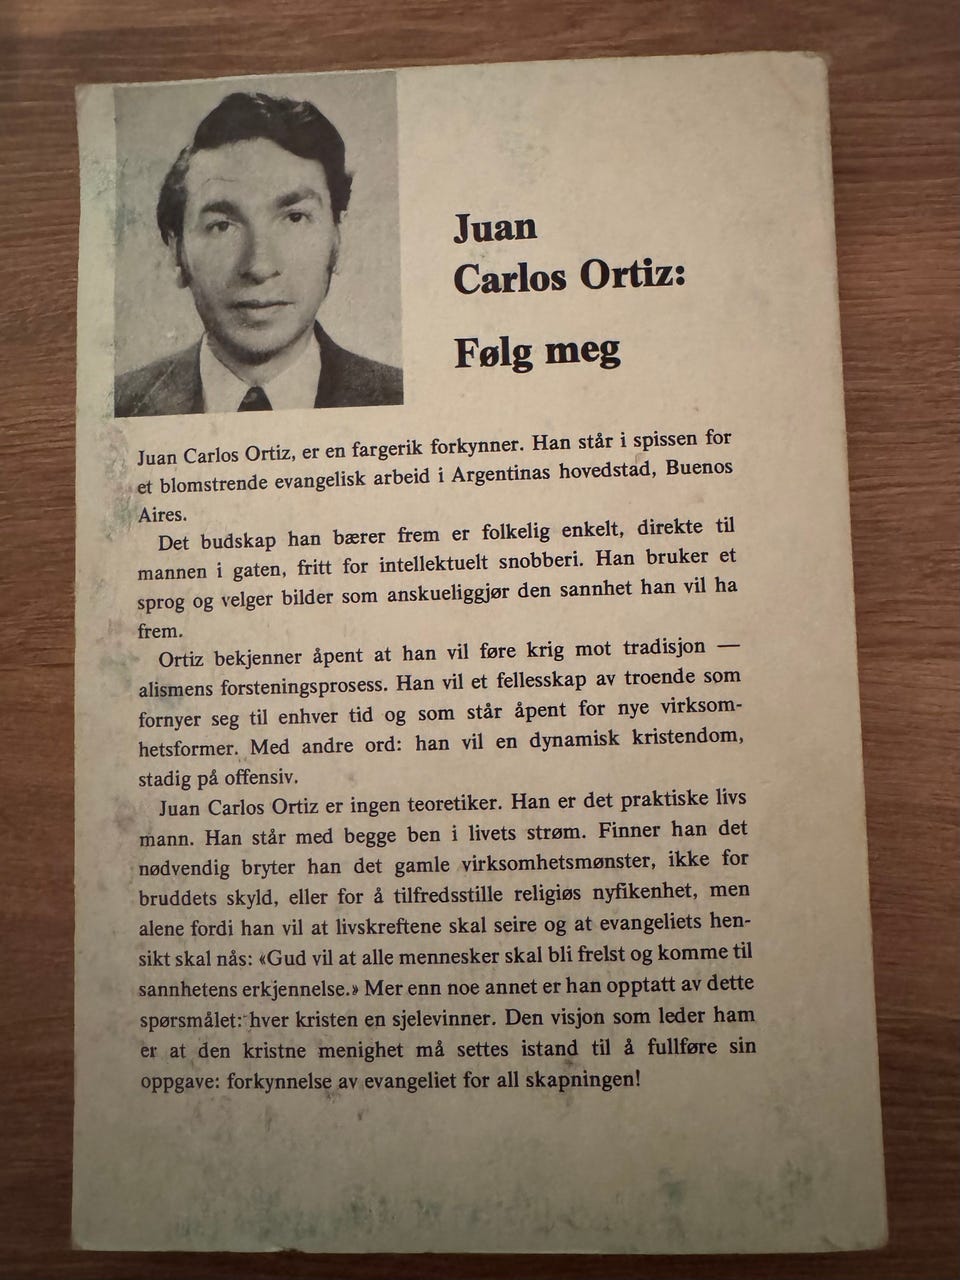 Juan
Carlos Ortiz:
Følg meg
Juan Carlos Ortiz, er en fargerik forkynner. Han står i spissen for
et blomstrende evangelisk arbeid i Argentinas hovedstad, Buenos
Aires.
Det budskap han bærer frem er folkelig enkelt, direkte til
mannen i gaten, fritt for intellektuelt snobberi. Han bruker et
sprog og velger bilder som anskueliggjør den sannhet han vil ha
frem.
Ortiz bekjenner åpent at han vil føre krig mot tradisjon —
alismens forsteningsprosess. Han vil et fellesskap av troende som
fornyer seg til enhver tid og som står åpent for nye virksom-
hetsformer. Med andre ord: han vil en dynamisk kristendom,
stadig på offensiv.
Juan Carlos Ortiz er ingen teoretiker. Han er det praktiske livs
mann. Han står med begge ben i livets strøm. Finner han det
nødvendig bryter han det gamle virksomhetsmønster, ikke for
bruddets skyld, eller for å tilfredsstille religiøs nyfikenhet, men
alene fordi han vil at livskreftene skal seire og at evangeliets hen-
sikt skal nås: «Gud vil at alle mennesker skal bli frelst og komme til
sannhetens erkjennelse.» Mer enn noe annet er han opptatt av dette
spørsmålet: hver kristen en sjelevinner. Den visjon som leder ham
er at den kristne menighet må settes istand til å fullføre sin
oppgave: forkynnelse av evangeliet for all skapningen!